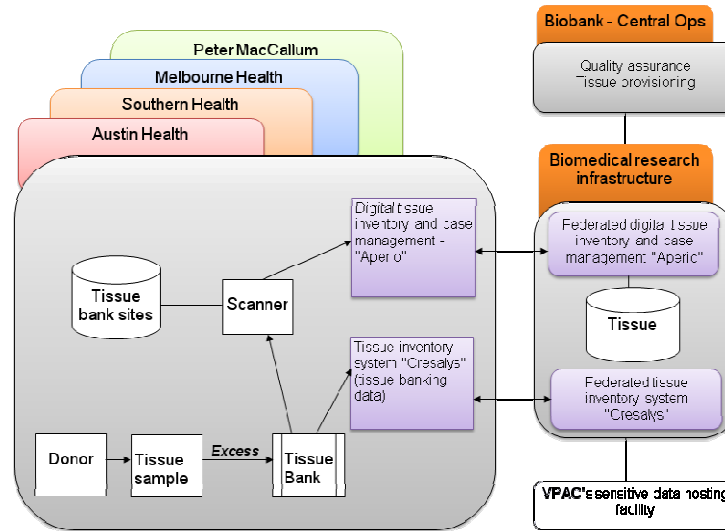 Peter MacCallum
Melbourne Health
Southern Health
Austin Health
Digital tissue
inventory and case
management -
"Aperio"
Scanner
Tissue
bank sites
Tissue inventory
system "Cresalys"
(tissue banking
data)
Donor
Tissue
sample
Excess
Tissue
Bank
Biobank - Central Ops
Quality assurance
Tissue provisioning
Biomedical research
infrastructure
Federated digital tissue
inventory and case
management "Aperio"
Tissue
Federated tissue
inventory system
"Cresalys"
VPAC's sensitive data hosting
facility